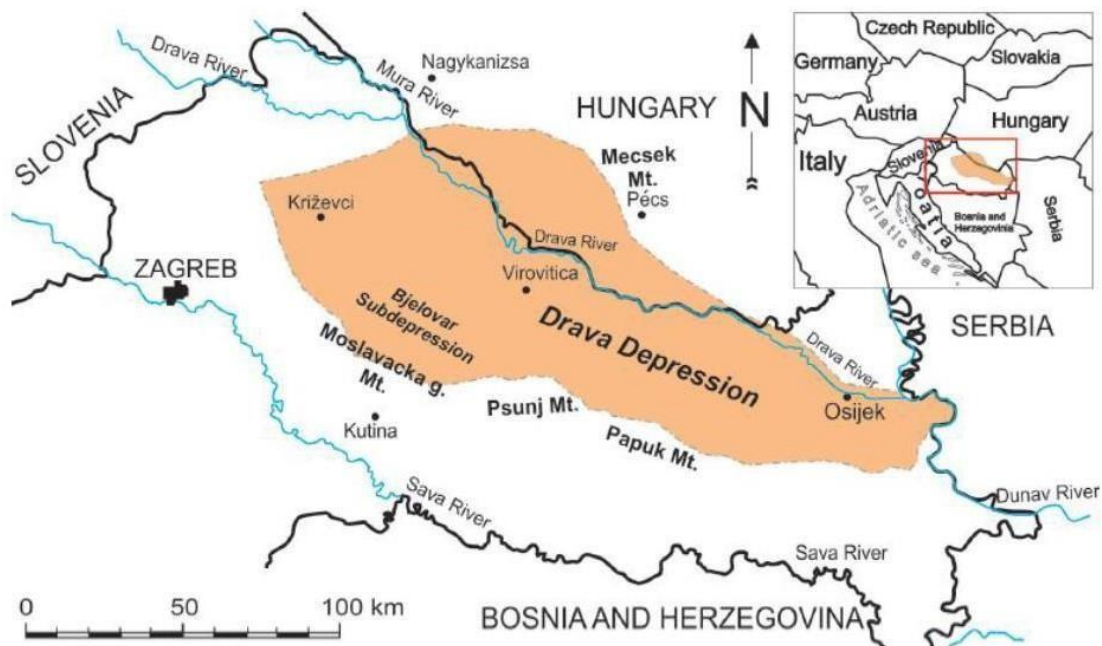 Drava River
Mura River
Nagykanizsa
SLOVENIA
HUNGARY
N
Mecsek
Mt.
Pécs
Križevci
Drava River
Virovitica
ZAGREB
Bjelovar
Subdepression
Drava Depression
Moslavacka g.
Mt.
Psunj Mt.
Papuk Mt.
Kutina
Drava River
Osijek
SERBIA
Dunav River
Sava River
Sava River
BOSNIA AND HERZEGOVINA
0 50 100 km
Czech Republic
Germany
Slovakia
Austria
Hungary
Italy
Slovenia
oatia
Adriatic sea
Bosnia and
Herzegovinia
Serbia